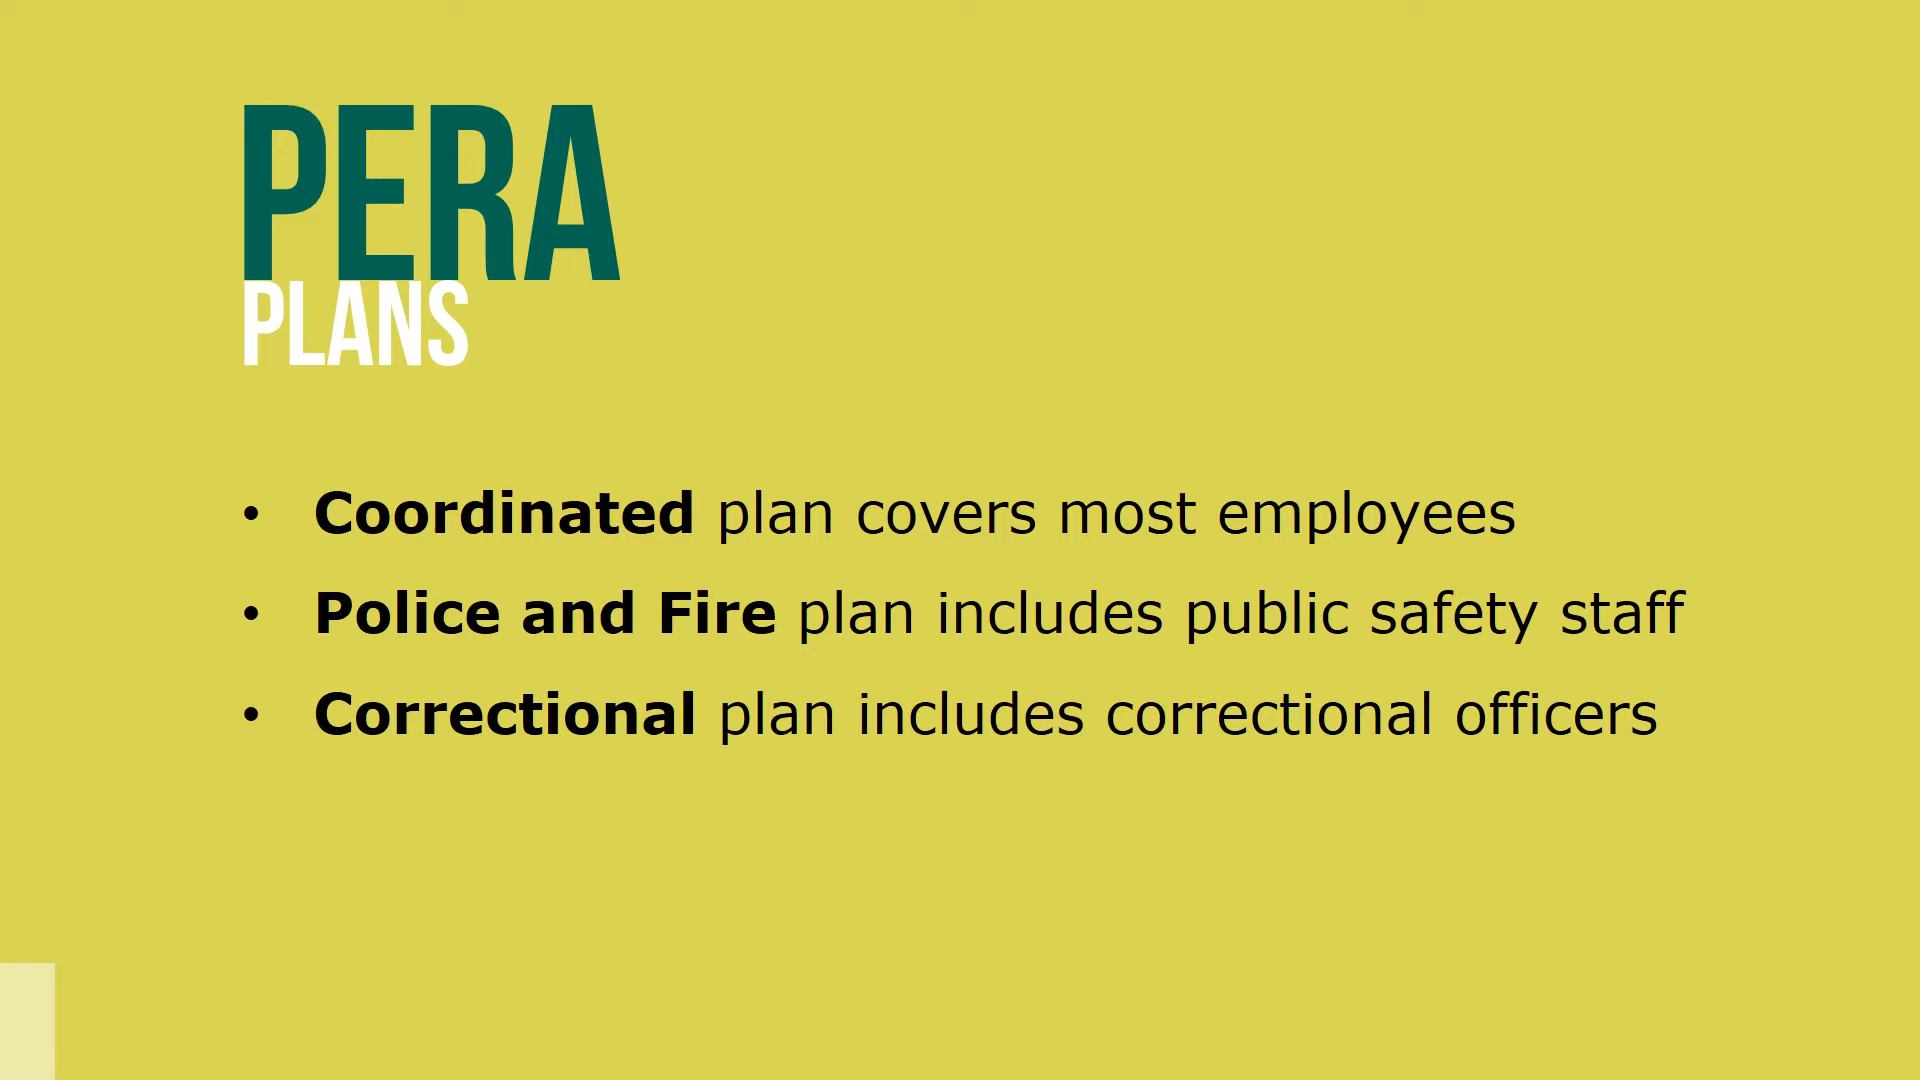 PERA
PLANS
• Coordinated plan covers most employees
• Police and Fire plan includes public safety staff
• Correctional plan includes correctional officers